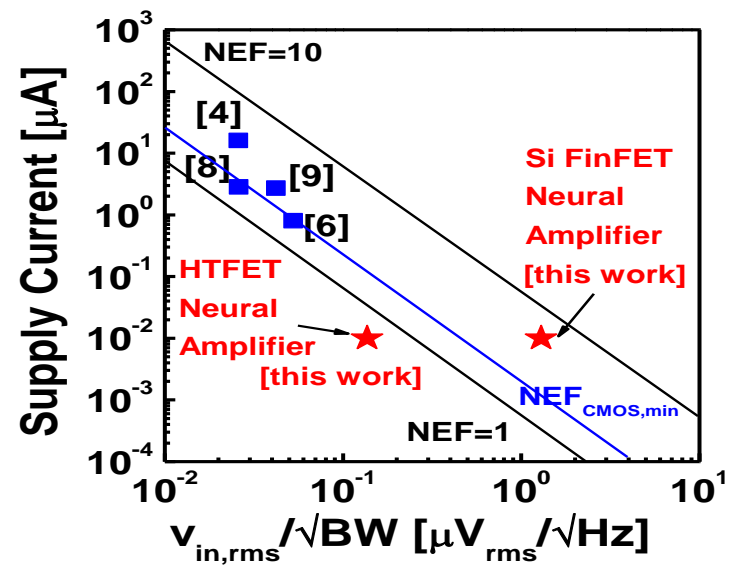 Supply Current [μA]
10^3
10^2
10^1
10^0
10^-1
10^-2
10^-3
10^-4
NEF=10
[4]
[8]
[9]
[6]
Si FinFET
Neural
Amplifier
[this work]
HTFET
Neural
Amplifier
[this work]
NEF_CMOS,min
NEF=1
10^-2
10^-1
10^0
10^1
v_in,rms/√BW [μV_rms/√Hz]